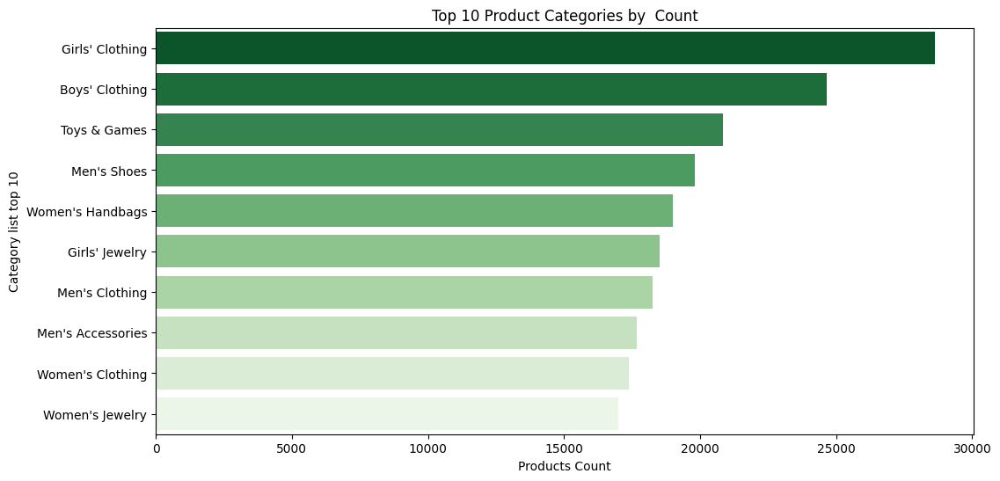 Top 10 Product Categories by  Count
Category list top 10
Girls' Clothing
Boys' Clothing
Toys & Games
Men's Shoes
Women's Handbags
Girls' Jewelry
Men's Clothing
Men's Accessories
Women's Clothing
Women's Jewelry
0 5000 10000 15000 20000 25000 30000
Products Count